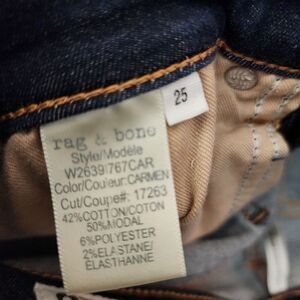 25
rag & bone
Style/Modèle
W2639I767CAR
Color/Couleur:CARMEN
Cut/Coupe#: 17263
42%COTTON/COTON
50%MODAL
6%POLYESTER
2%ELASTANE/
ELASTHANNE